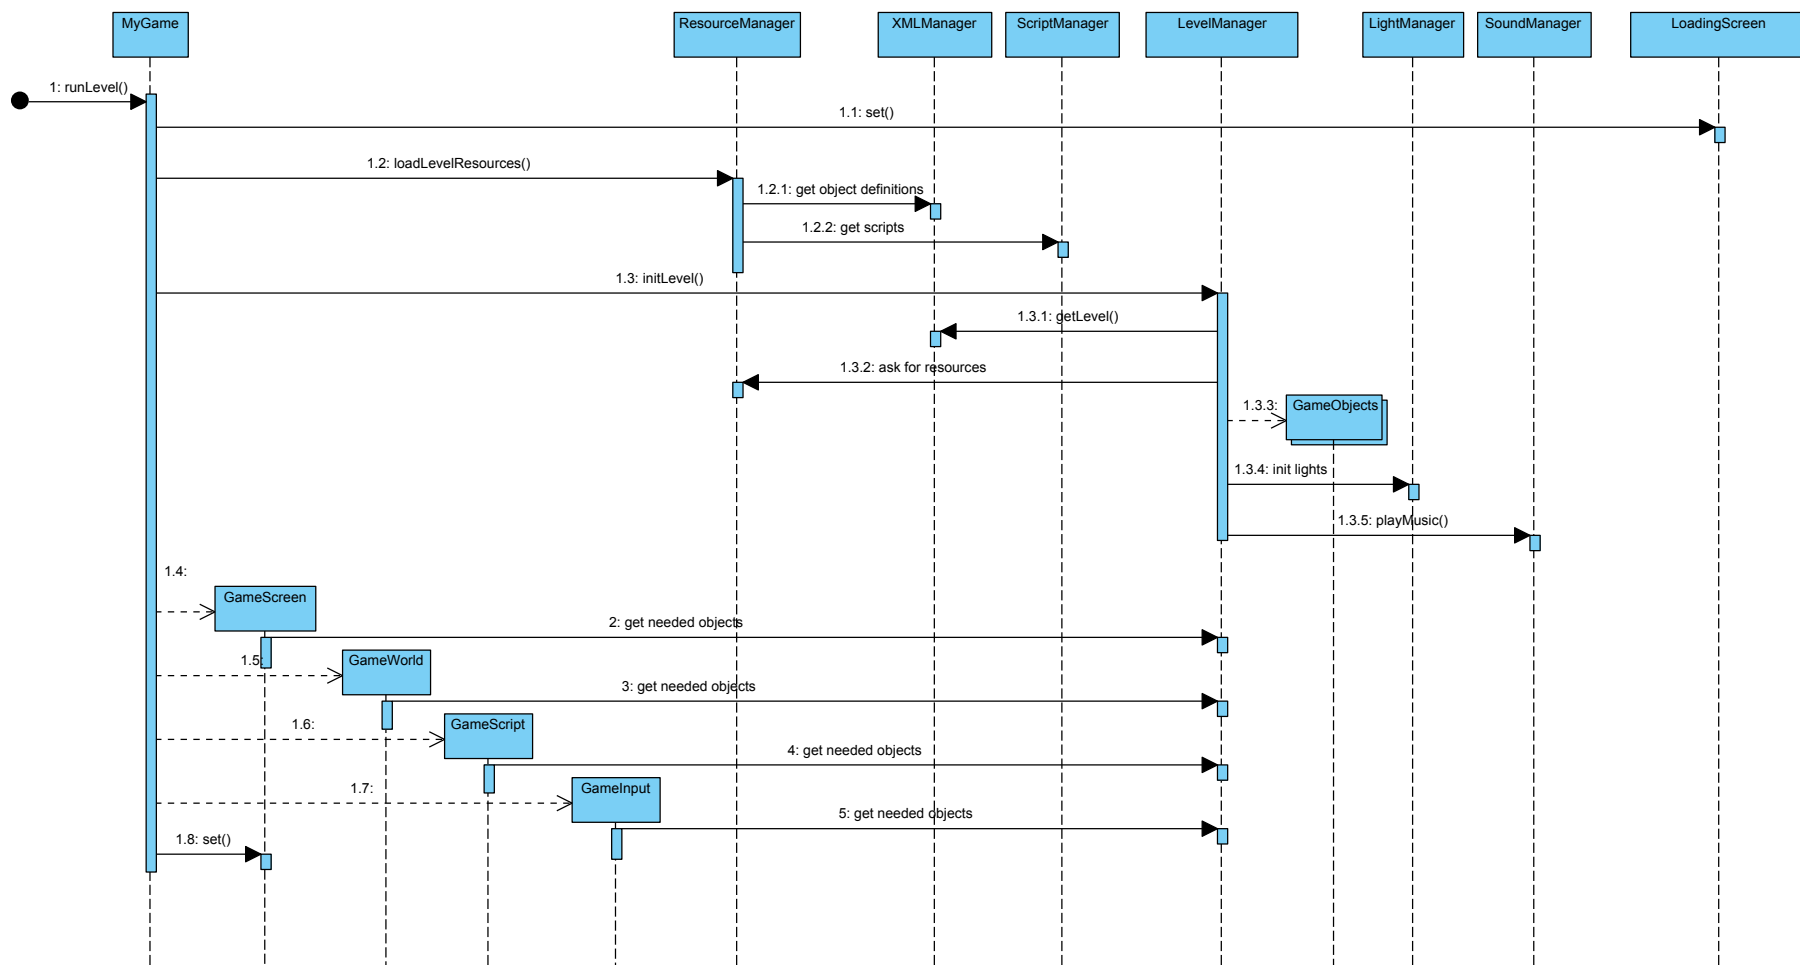 MyGame
ResourceManager
XMLManager
ScriptManager
LevelManager
LightManager
SoundManager
LoadingScreen
1: runLevel()
1.1: set()
1.2: loadLevelResources()
1.2.1: get object definitions
1.2.2: get scripts
1.3: initLevel()
1.3.1: getLevel()
1.3.2: ask for resources
1.3.3:
GameObjects
1.3.4: init lights
1.3.5: playMusic()
1.4:
GameScreen
2: get needed objects
1.5:
GameWorld
3: get needed objects
1.6:
GameScript
4: get needed objects
1.7:
GameInput
5: get needed objects
1.8: set()